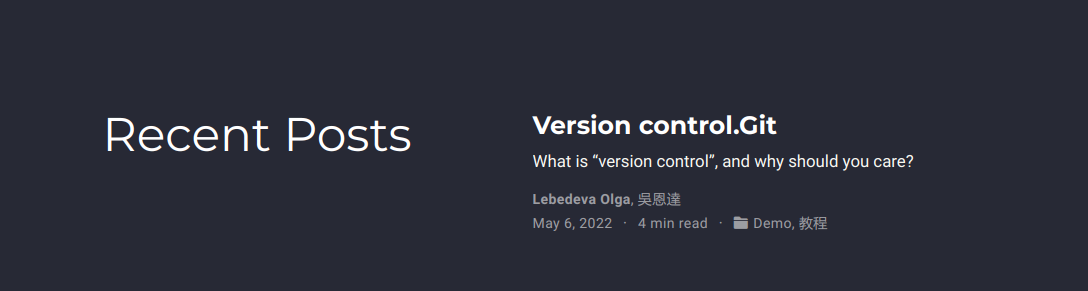 Recent Posts
Version control.Git
What is “version control”, and why should you care?
Lebedeva Olga, 吳恩達
May 6, 2022 · 4 min read · Demo, 教程